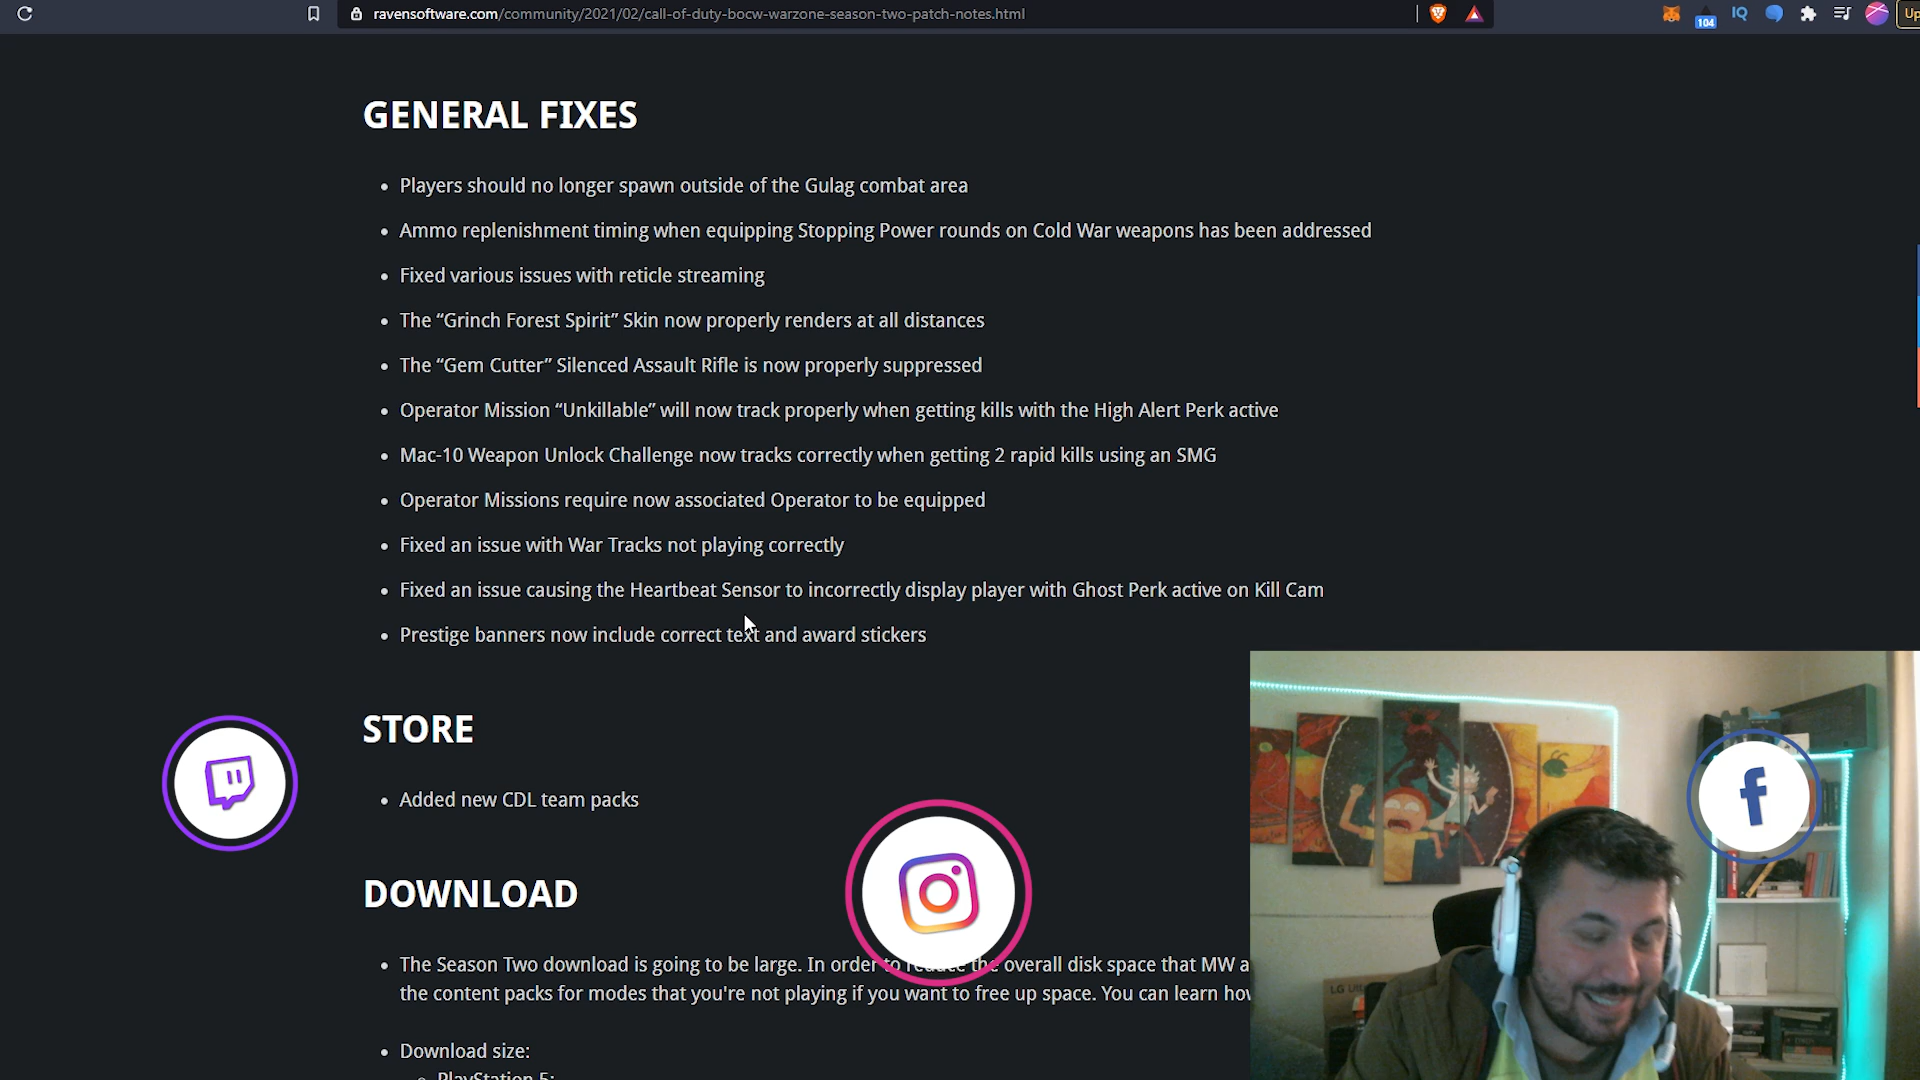 ravensoftware.com/community/2021/02/call-of-duty-bocw-warzone-season-two-patch-notes.html
104
IQ
Up
GENERAL FIXES
• Players should no longer spawn outside of the Gulag combat area
• Ammo replenishment timing when equipping Stopping Power rounds on Cold War weapons has been addressed
• Fixed various issues with reticle streaming
• The “Grinch Forest Spirit” Skin now properly renders at all distances
• The “Gem Cutter” Silenced Assault Rifle is now properly suppressed
• Operator Mission “Unkillable” will now track properly when getting kills with the High Alert Perk active
• Mac-10 Weapon Unlock Challenge now tracks correctly when getting 2 rapid kills using an SMG
• Operator Missions require now associated Operator to be equipped
• Fixed an issue with War Tracks not playing correctly
• Fixed an issue causing the Heartbeat Sensor to incorrectly display player with Ghost Perk active on Kill Cam
• Prestige banners now include correct text and award stickers
STORE
• Added new CDL team packs
DOWNLOAD
• The Season Two download is going to be large. In order to reduce the overall disk space that MW a
the content packs for modes that you're not playing if you want to free up space. You can learn how
• Download size:
PlayStation 5:
LG